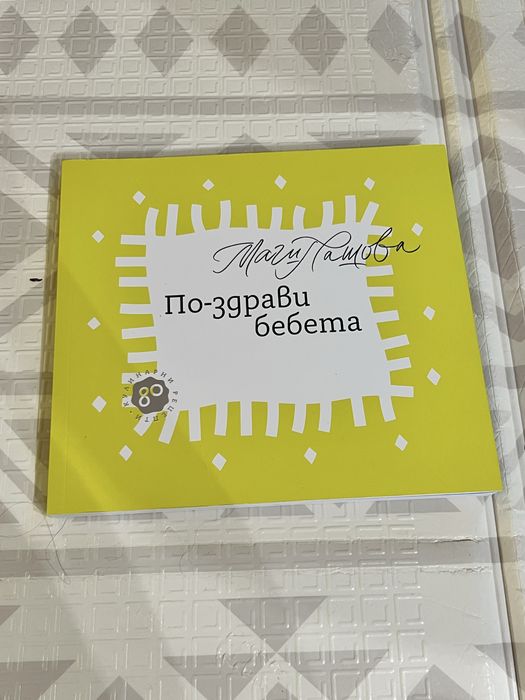 Маги Пашова
По-здрави
бебета
80
КУЛИНАРНИ РЕЦЕПТИ